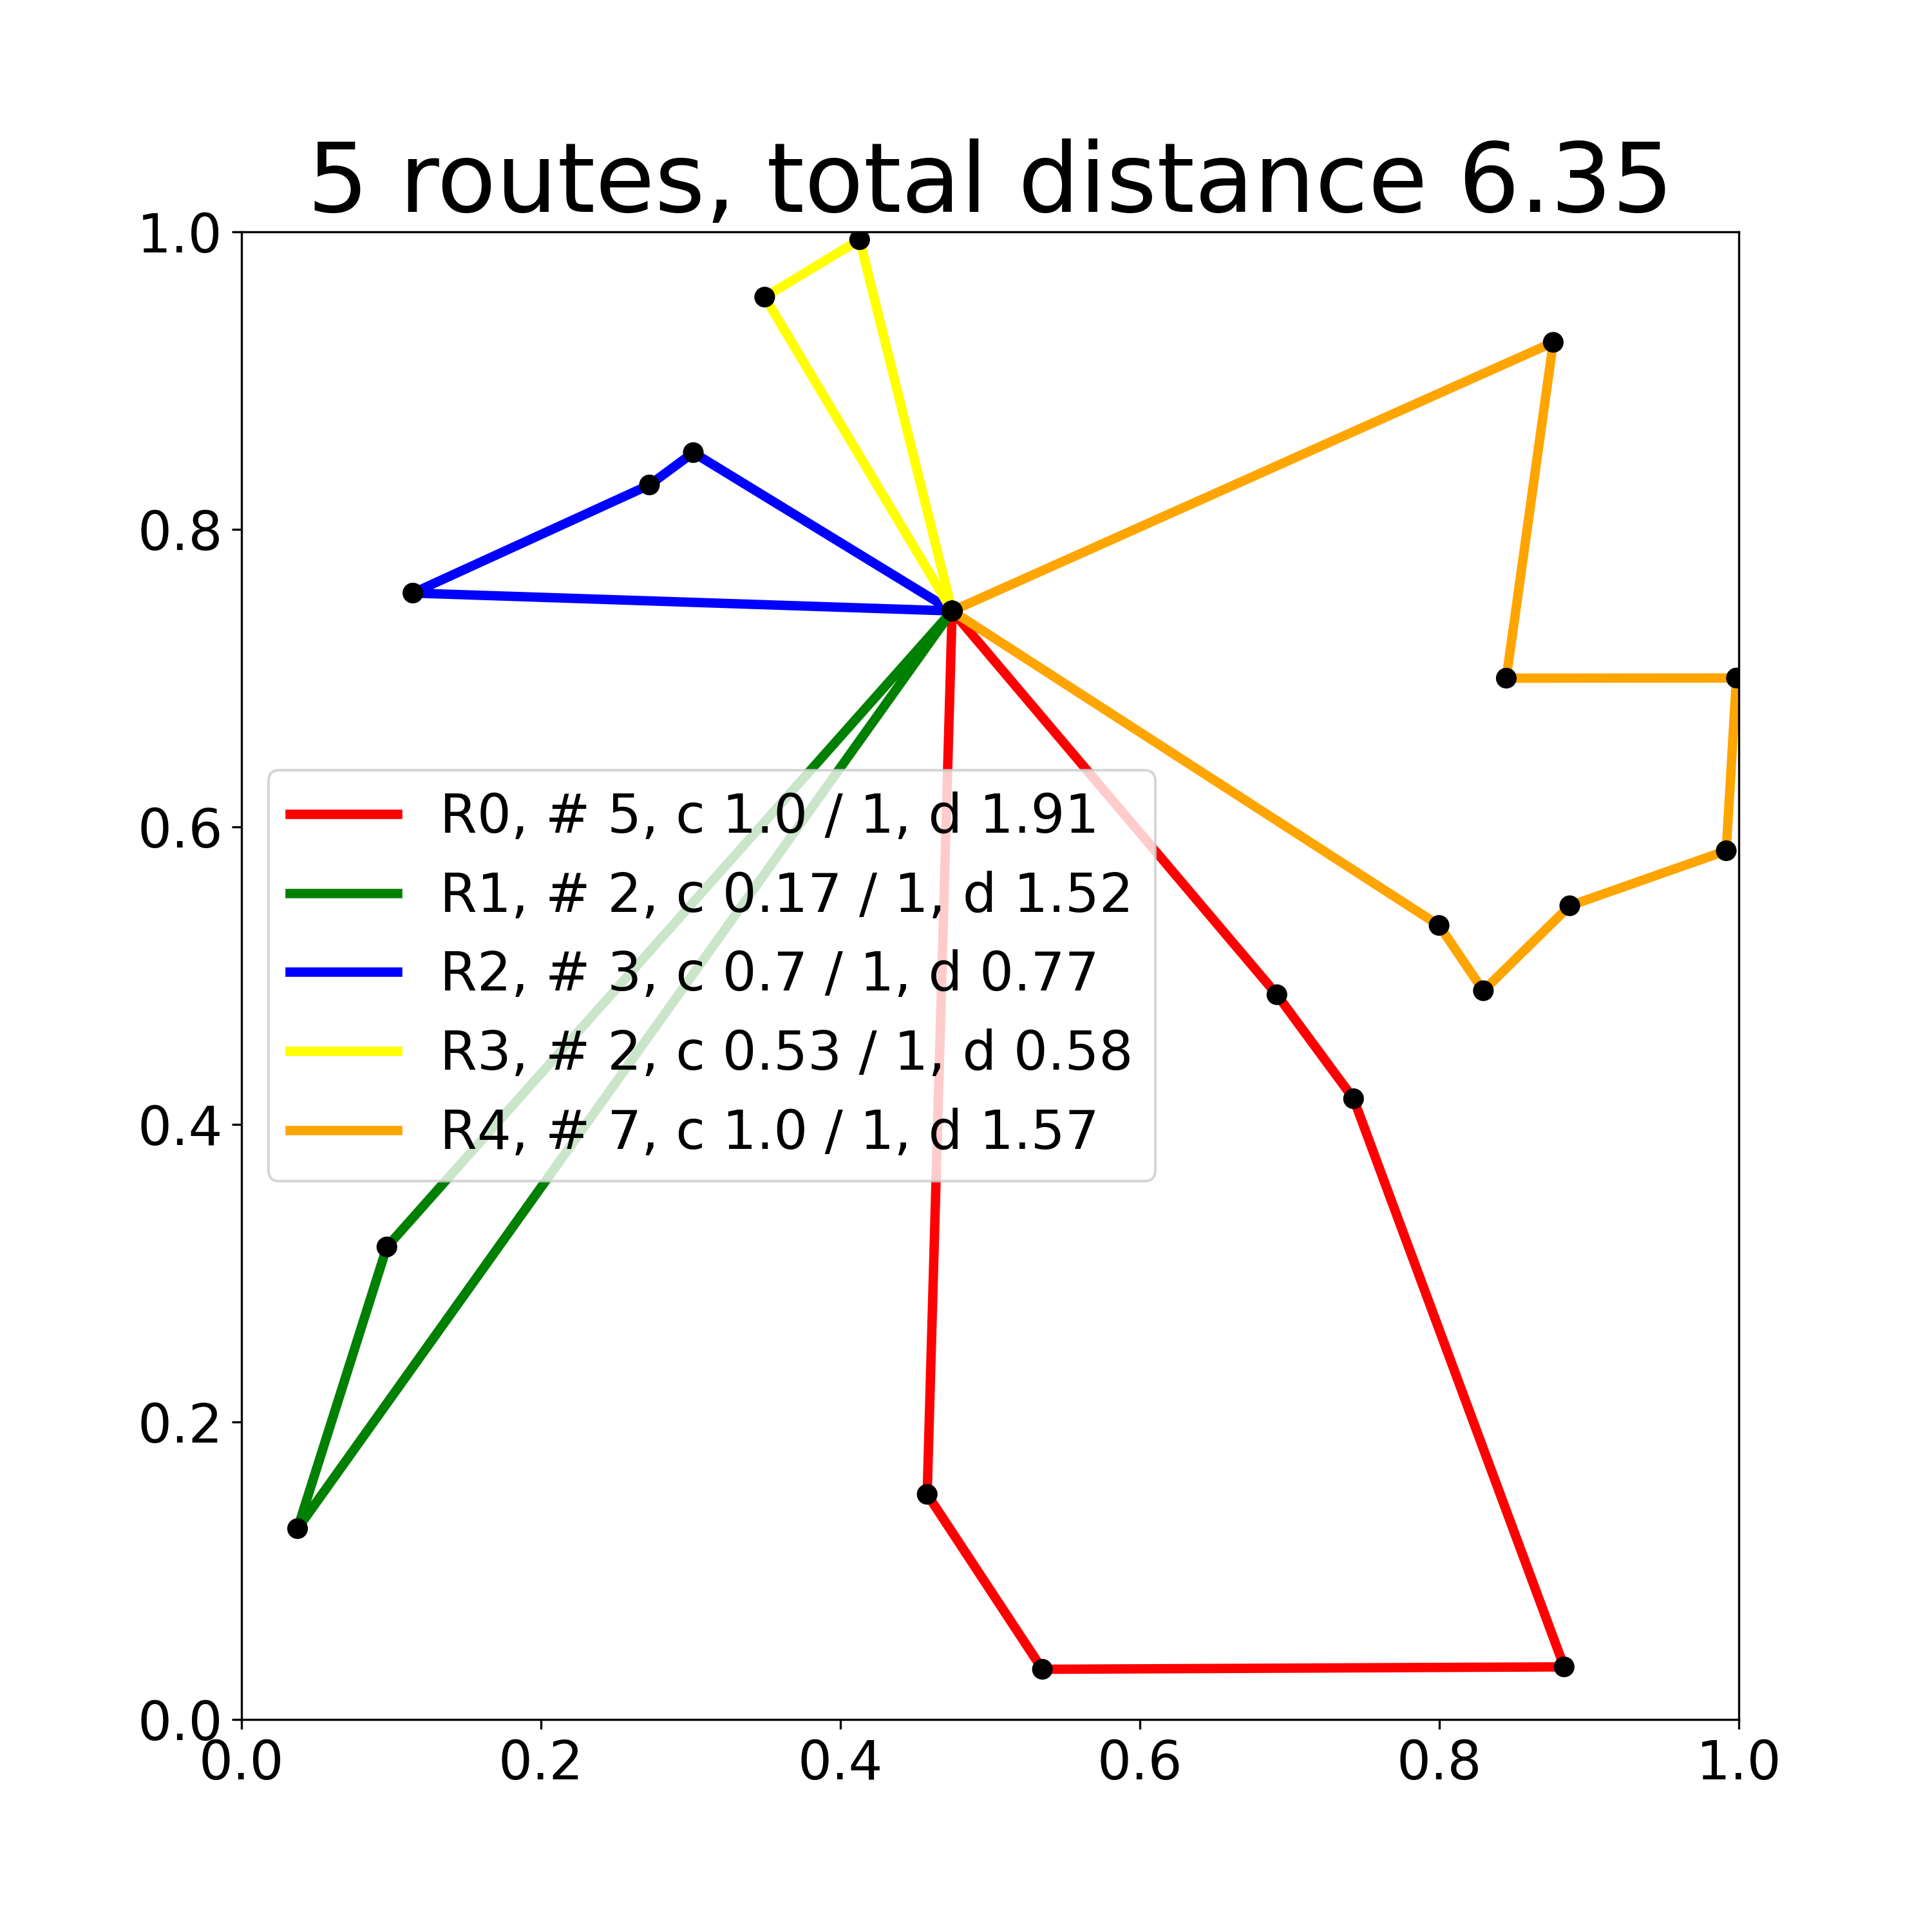 5 routes, total distance 6.35
1.0
0.8
0.6
0.4
0.2
0.0
R0, # 5, c 1.0 / 1, d 1.91
R1, # 2, c 0.17 / 1, d 1.52
R2, # 3, c 0.7 / 1, d 0.77
R3, # 2, c 0.53 / 1, d 0.58
R4, # 7, c 1.0 / 1, d 1.57
0.0 0.2 0.4 0.6 0.8 1.0